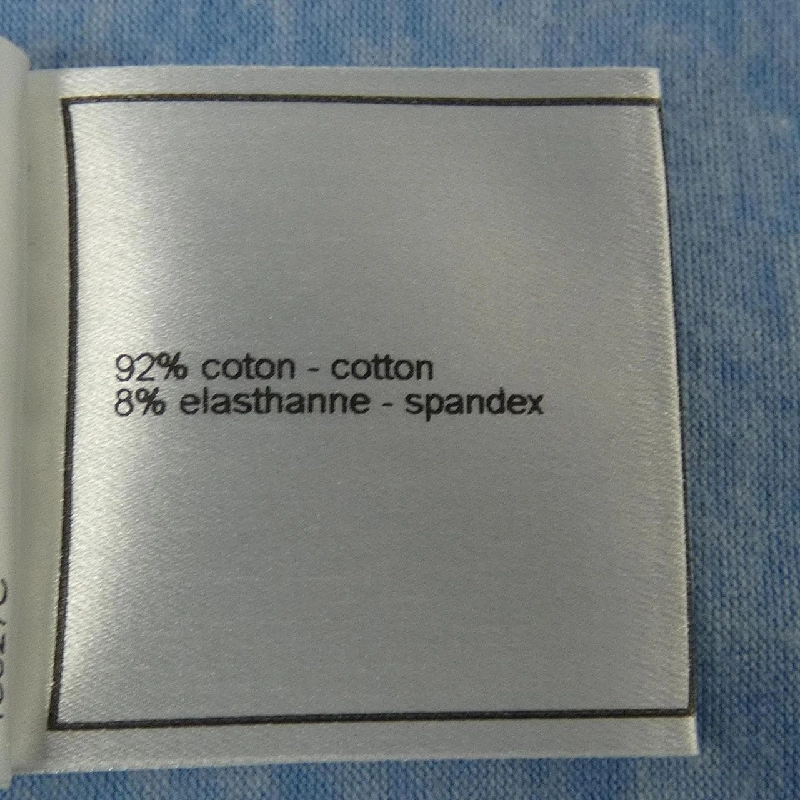 92% coton - cotton
8% elasthanne - spandex